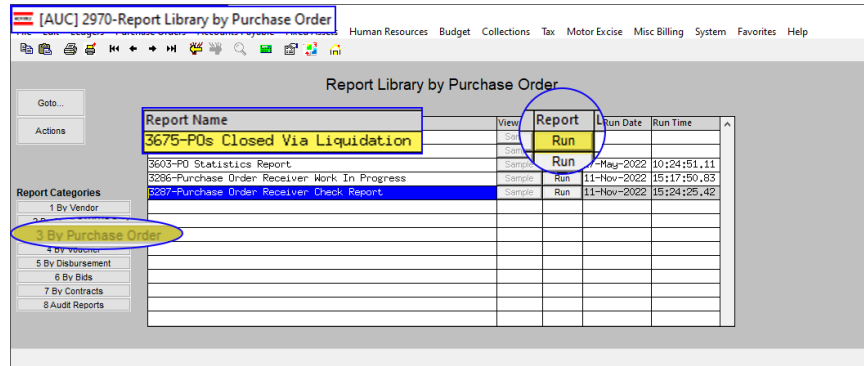 [AUC] 2970-Report Library by Purchase Order
Human Resources Budget Collections Tax Motor Excise Misc Billing System Favorites Help
Report Library by Purchase Order
Goto...
Actions
Report Name View Report Run Date Run Time
3675-POs Closed Via Liquidation Run
Run
3603-PO Statistics Report Sample -May-2022 10:24:51.11
3286-Purchase Order Receiver Work In Progress Sample Run 11-Nov-2022 15:17:50.83
3287-Purchase Order Receiver Check Report Sample Run 11-Nov-2022 15:24:25.42
Report Categories
1 By Vendor
3 By Purchase Order
4 By Voucher
5 By Disbursement
6 By Bids
7 By Contracts
8 Audit Reports